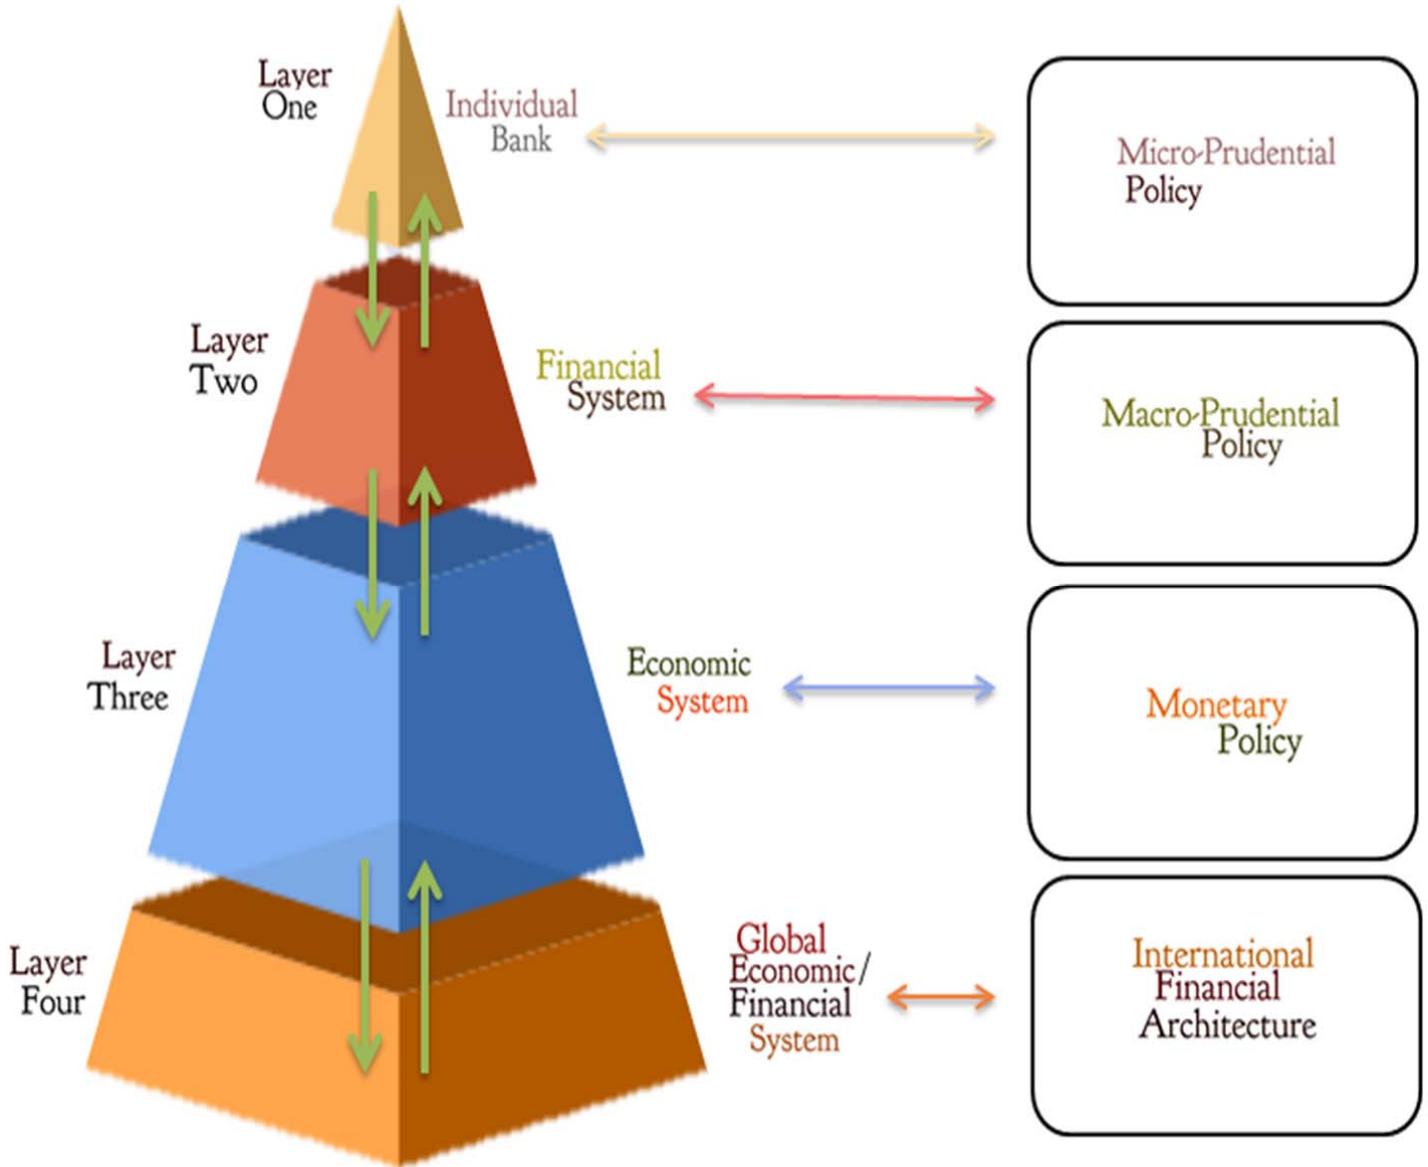 Layer
One
Individual
Bank
Micro-Prudential
Policy
Layer
Two
Financial
System
Macro-Prudential
Policy
Layer
Three
Economic
System
Monetary
Policy
Layer
Four
Global
Economic/
Financial
System
International
Financial
Architecture